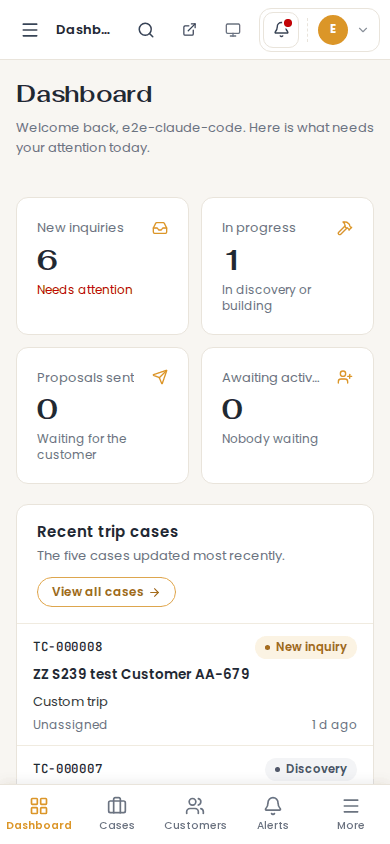 Dashb...
E
Dashboard
Welcome back, e2e-claude-code. Here is what needs
your attention today.
New inquiries
6
Needs attention
In progress
1
In discovery or
building
Proposals sent
0
Waiting for the
customer
Awaiting activ...
0
Nobody waiting
Recent trip cases
The five cases updated most recently.
View all cases →
TC-000008
New inquiry
ZZ S239 test Customer AA-679
Custom trip
Unassigned
1 d ago
TC-000007
Discovery
Dashboard
Cases
Customers
Alerts
More